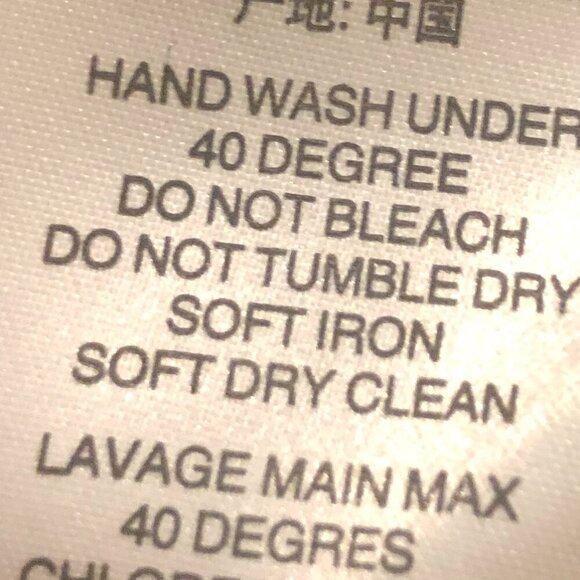 产地: 中国
HAND WASH UNDER
40 DEGREE
DO NOT BLEACH
DO NOT TUMBLE DRY
SOFT IRON
SOFT DRY CLEAN
LAVAGE MAIN MAX
40 DEGRES